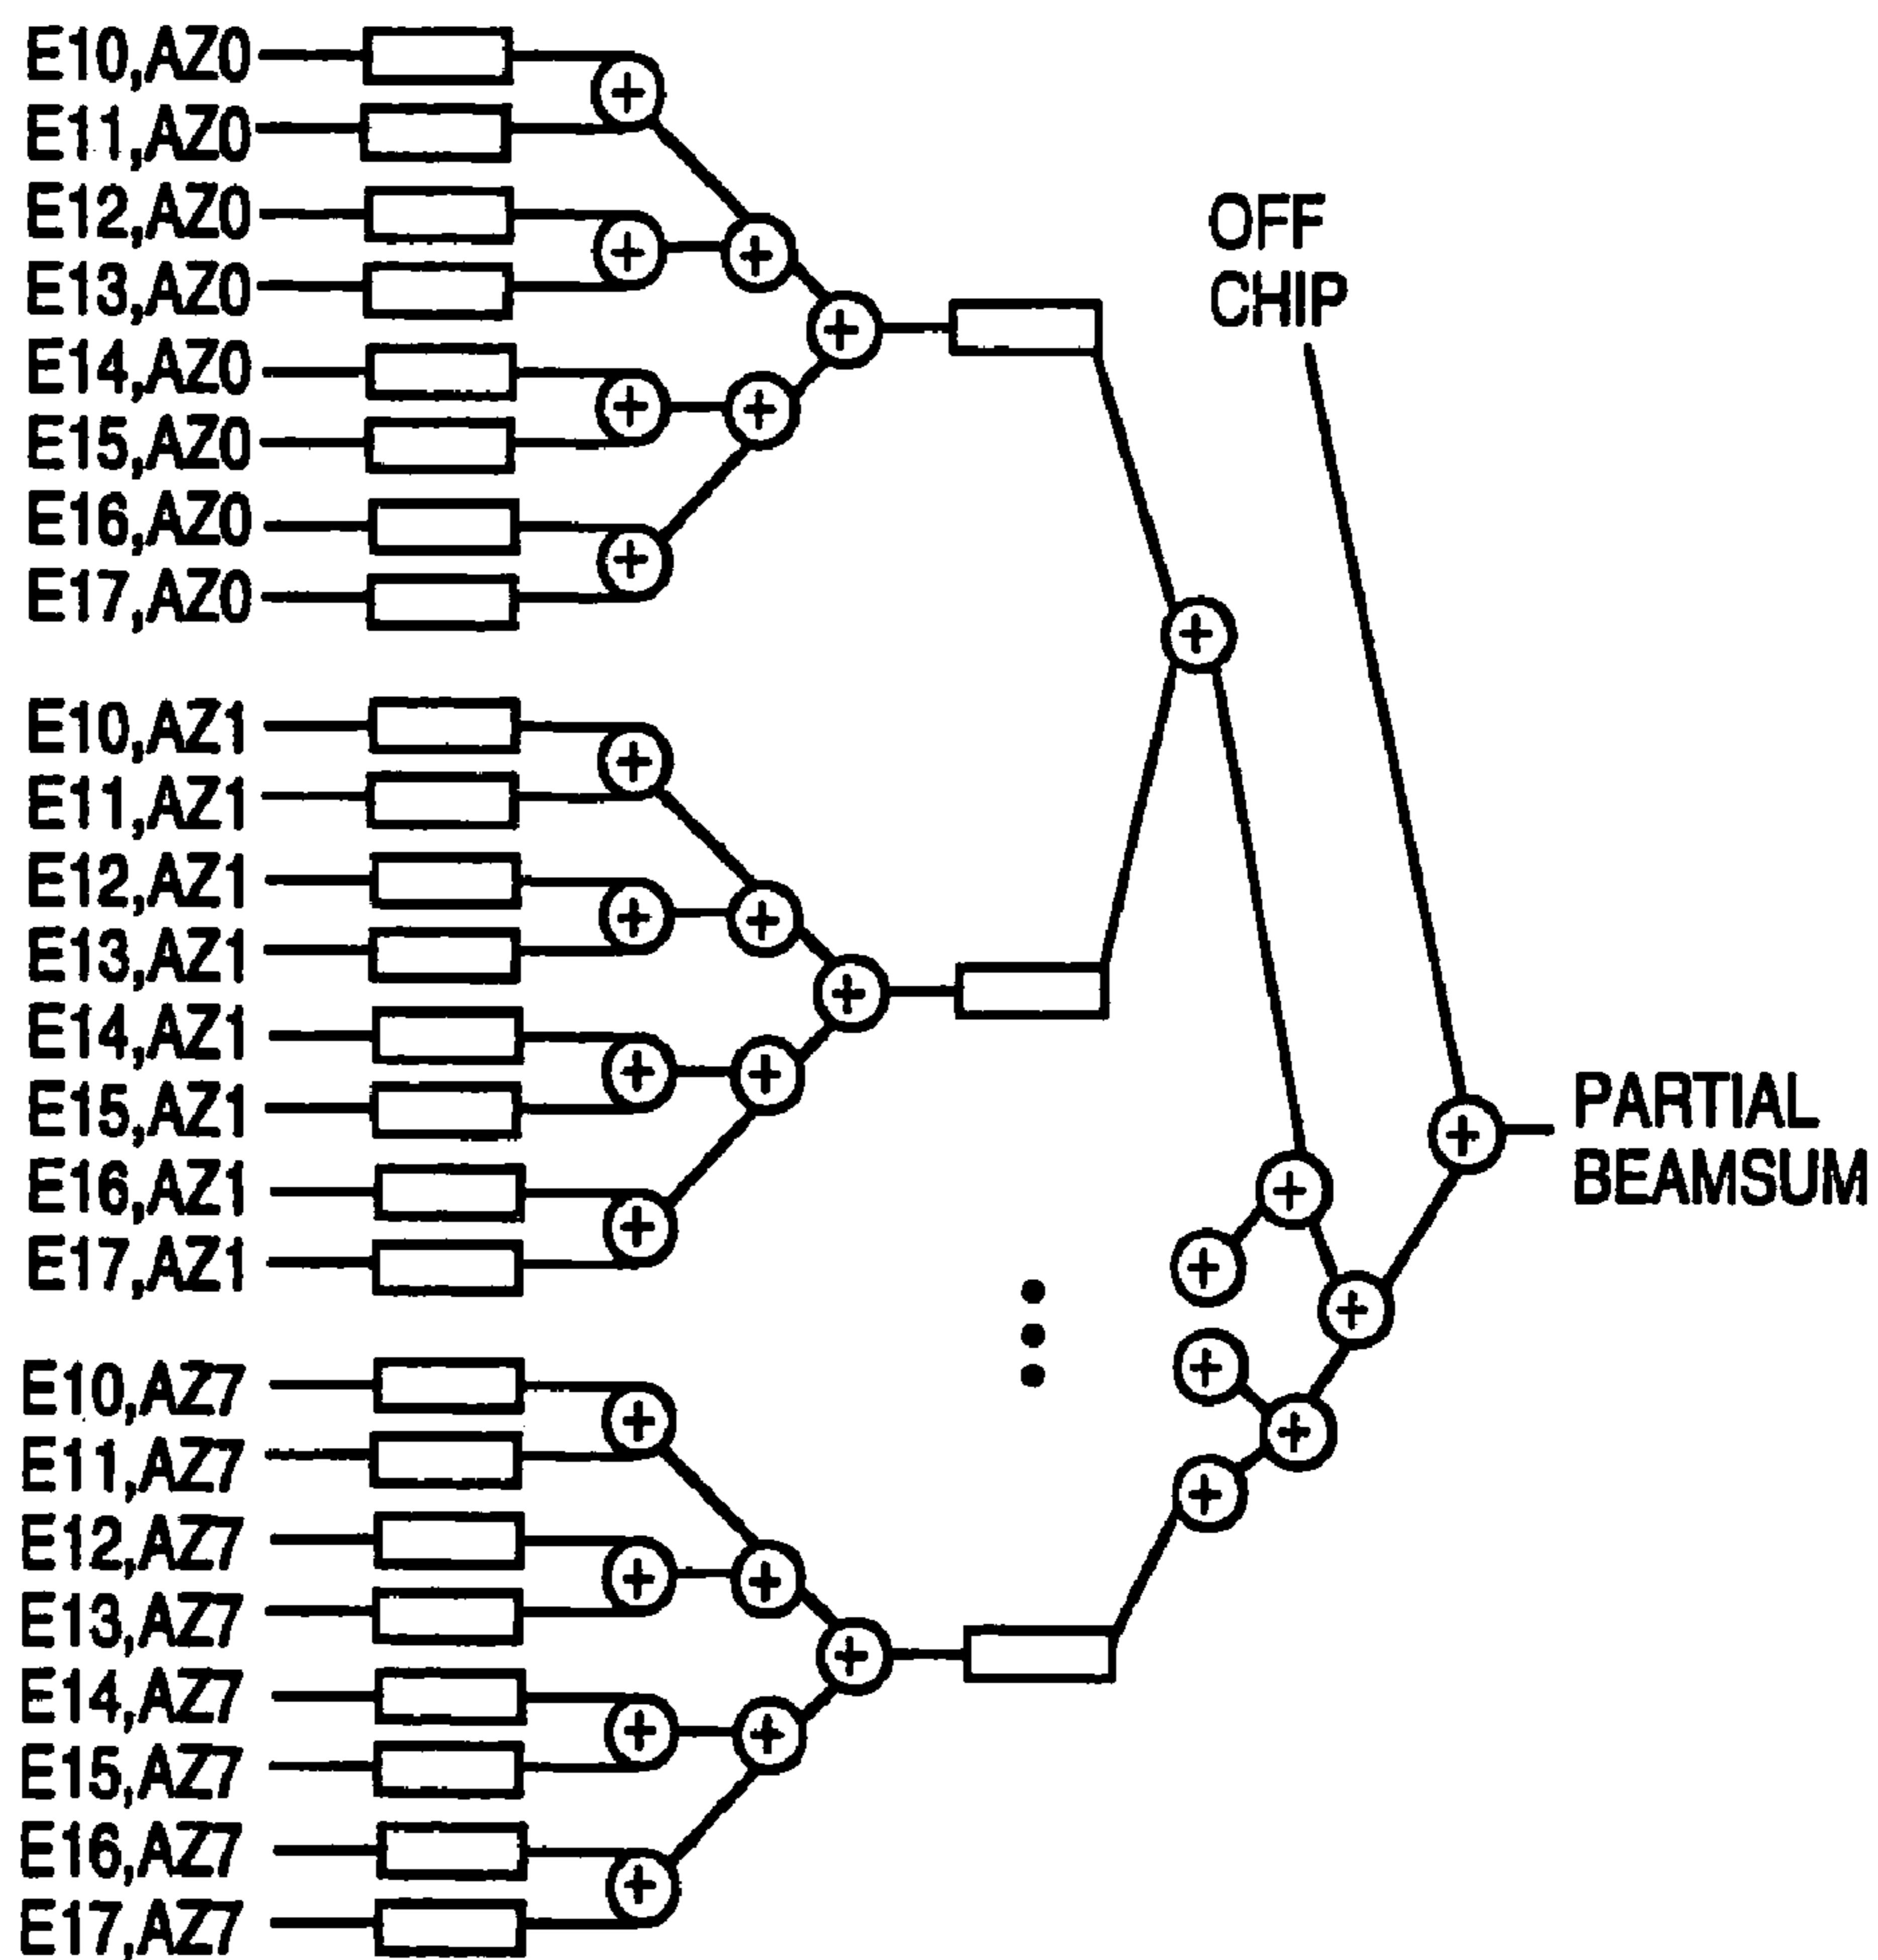 E10,AZ0
E11,AZ0
E12,AZ0
E13,AZ0
E14,AZ0
E15,AZ0
E16,AZ0
E17,AZ0
OFF
CHIP
E10,AZ1
E11,AZ1
E12,AZ1
E13,AZ1
E14,AZ1
E15,AZ1
E16,AZ1
E17,AZ1
PARTIAL
BEAMSUM
E10,AZ7
E11,AZ7
E12,AZ7
E13,AZ7
E14,AZ7
E15,AZ7
E16,AZ7
E17,AZ7